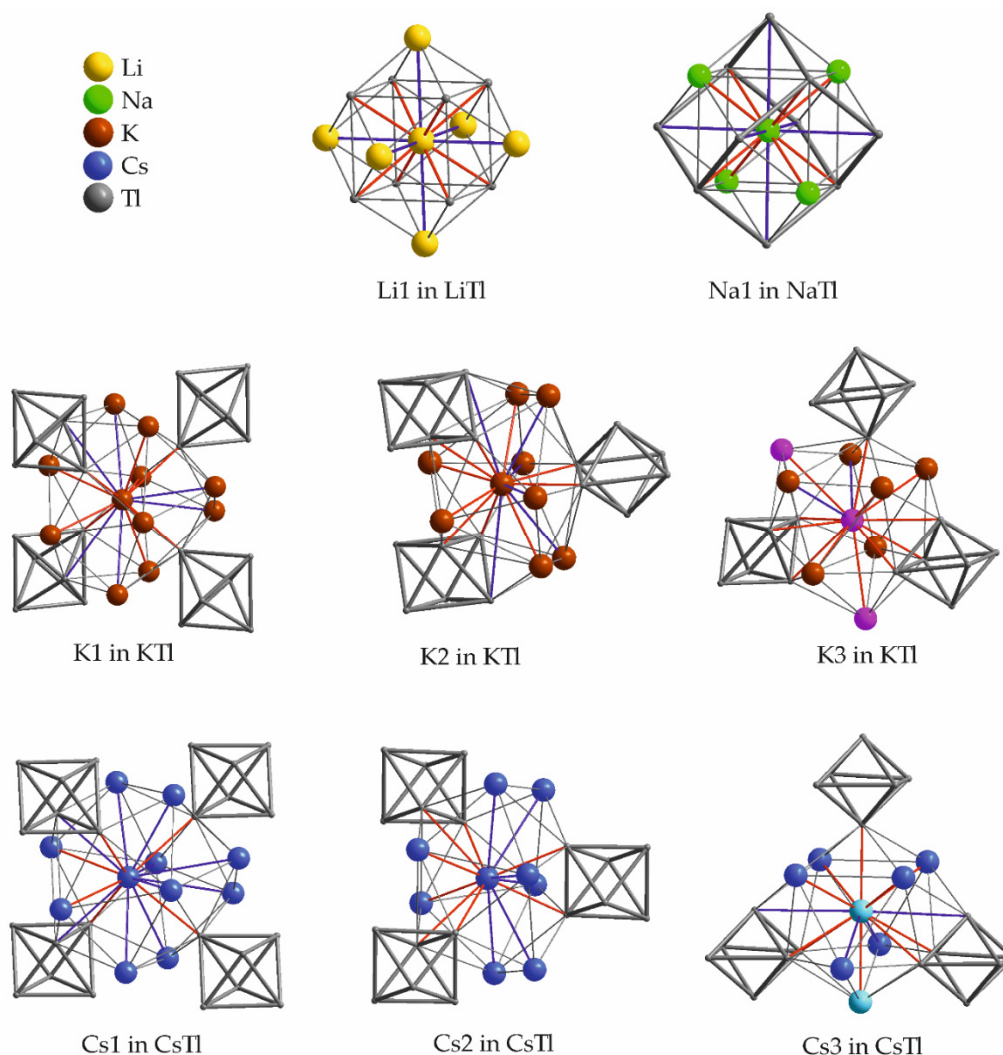 Li
Na
K
Cs
Tl
Li1 in LiTl
Na1 in NaTl
K1 in KTl
K2 in KTl
K3 in KTl
Cs1 in CsTl
Cs2 in CsTl
Cs3 in CsTl